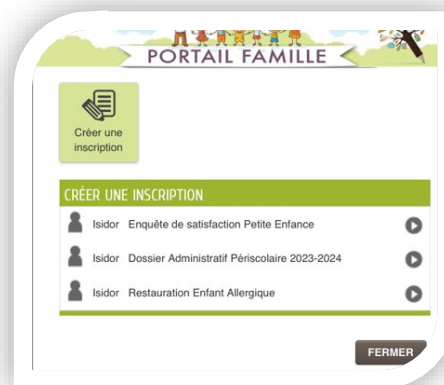 PORTAIL FAMILLE
Créer une
inscription
CRÉER UNE INSCRIPTION
Isidor Enquête de satisfaction Petite Enfance
Isidor Dossier Administratif Périscolaire 2023-2024
Isidor Restauration Enfant Allergique
FERMER